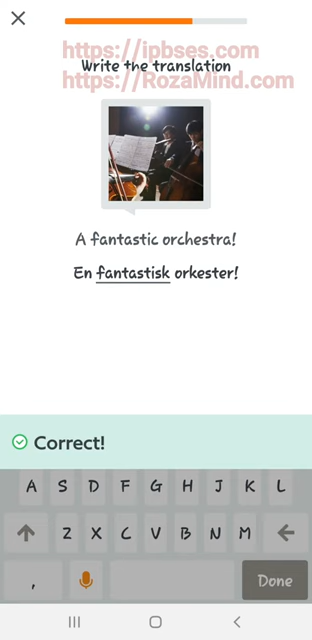 https://ipbses.com
Write the translation
https://RozaMind.com
A fantastic orchestra!
En fantastisk orkester!
Correct!
A S D F G H J K L
Z X C V B N M
,
Done